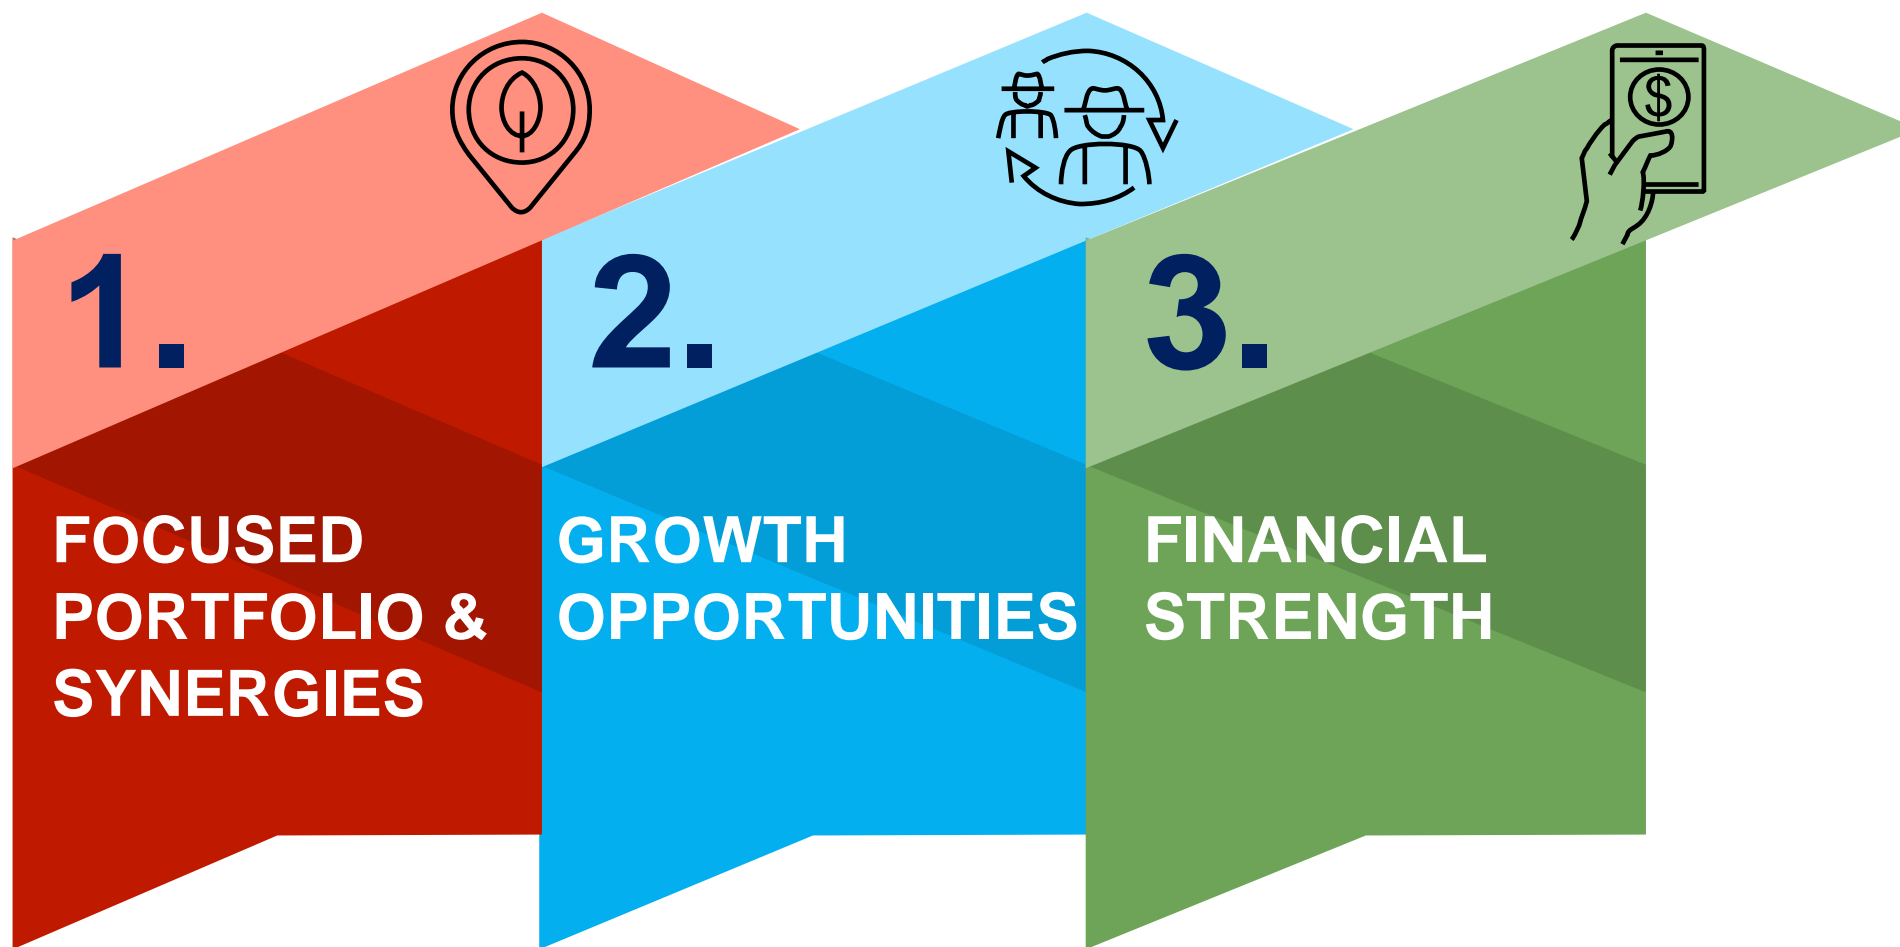 1.
FOCUSED
PORTFOLIO &
SYNERGIES
2.
GROWTH
OPPORTUNITIES
3.
$
FINANCIAL
STRENGTH